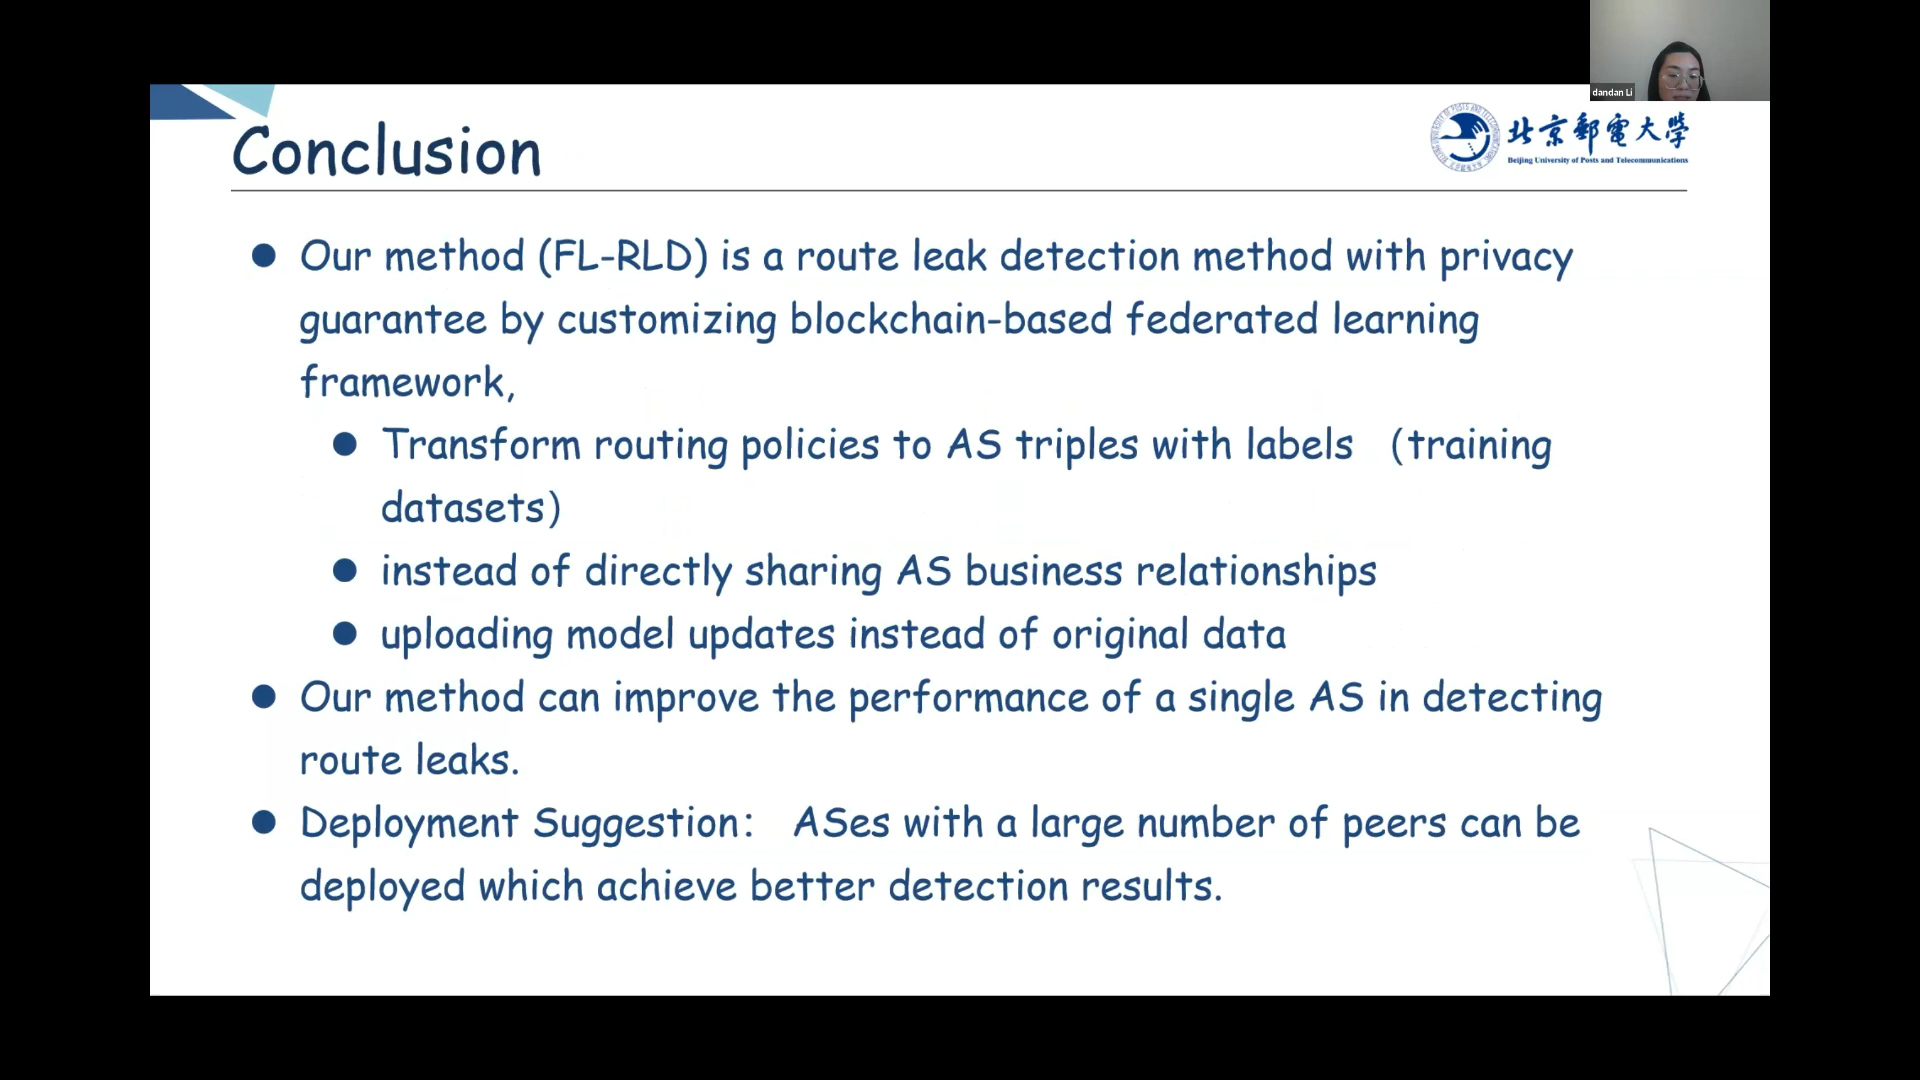 dandan Li
Conclusion
北京邮電大学
Beijing University of Posts and Telecommunications
Our method (FL-RLD) is a route leak detection method with privacy
guarantee by customizing blockchain-based federated learning
framework,
Transform routing policies to AS triples with labels （training
datasets）
instead of directly sharing AS business relationships
uploading model updates instead of original data
Our method can improve the performance of a single AS in detecting
route leaks.
Deployment Suggestion： ASes with a large number of peers can be
deployed which achieve better detection results.